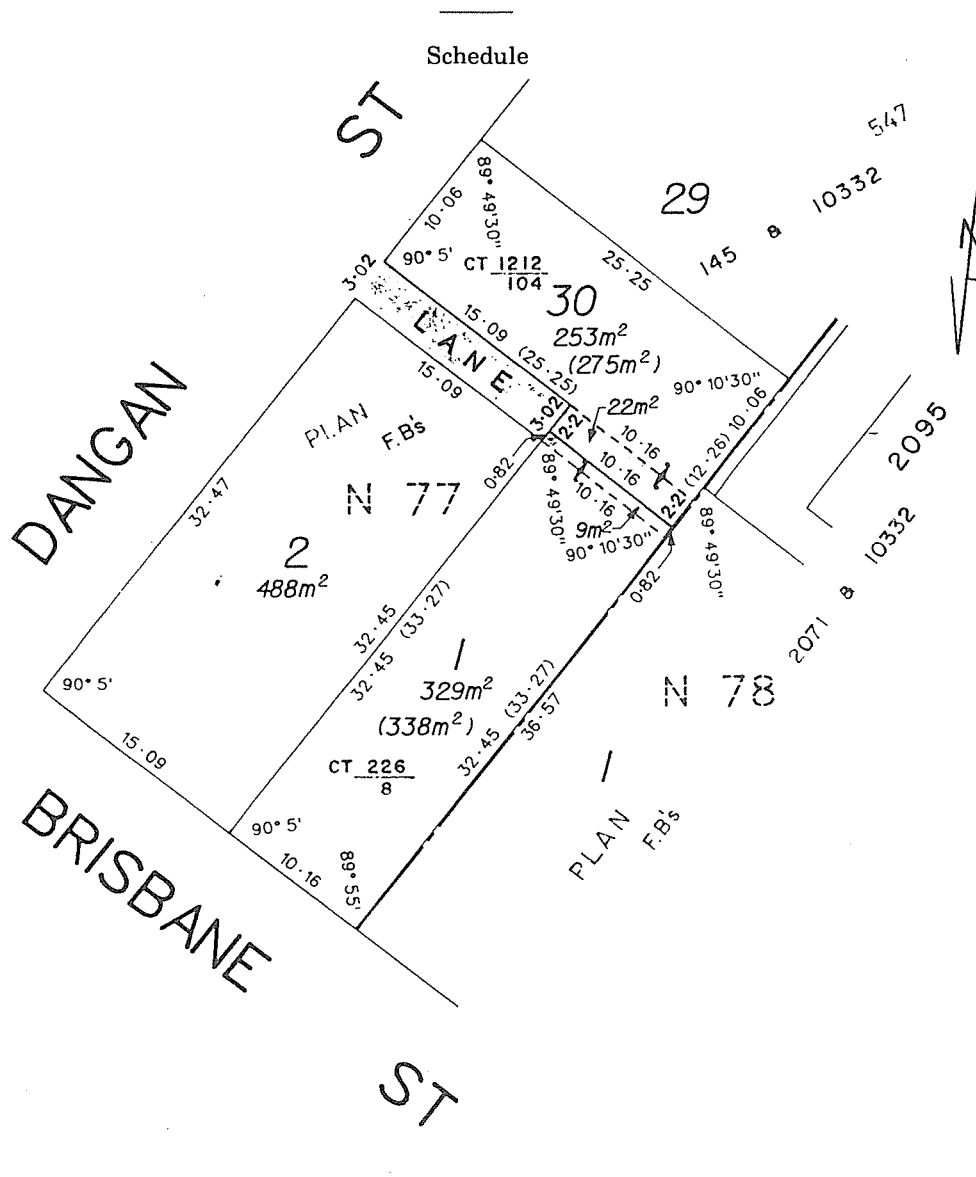 Schedule
DANGAN ST
547
29
145 & 10332
10·06
89° 49'30"
25·25
3·02
90° 5'
CT 1212
104
30
253m²
(275m²)
LANE
15·09
(25·25)
15·09
90° 10'30"
10·06
(12·26)
3·02
2·21
22m²
10·16
10·16
10·16
2·21
0·82
89° 49'30"
9m²
90° 10'30"
0·82
89° 49'30"
2095
2071 & 10332
PLAN
F.B's
N 77
32·47
2
488m²
32·45
(33·27)
32·45
1
329m²
(338m²)
CT 226
8
32·45
(33·27)
36·57
N 78
1
PLAN
F.B's
90° 5'
15·09
90° 5'
10·16
89° 55'
BRISBANE ST